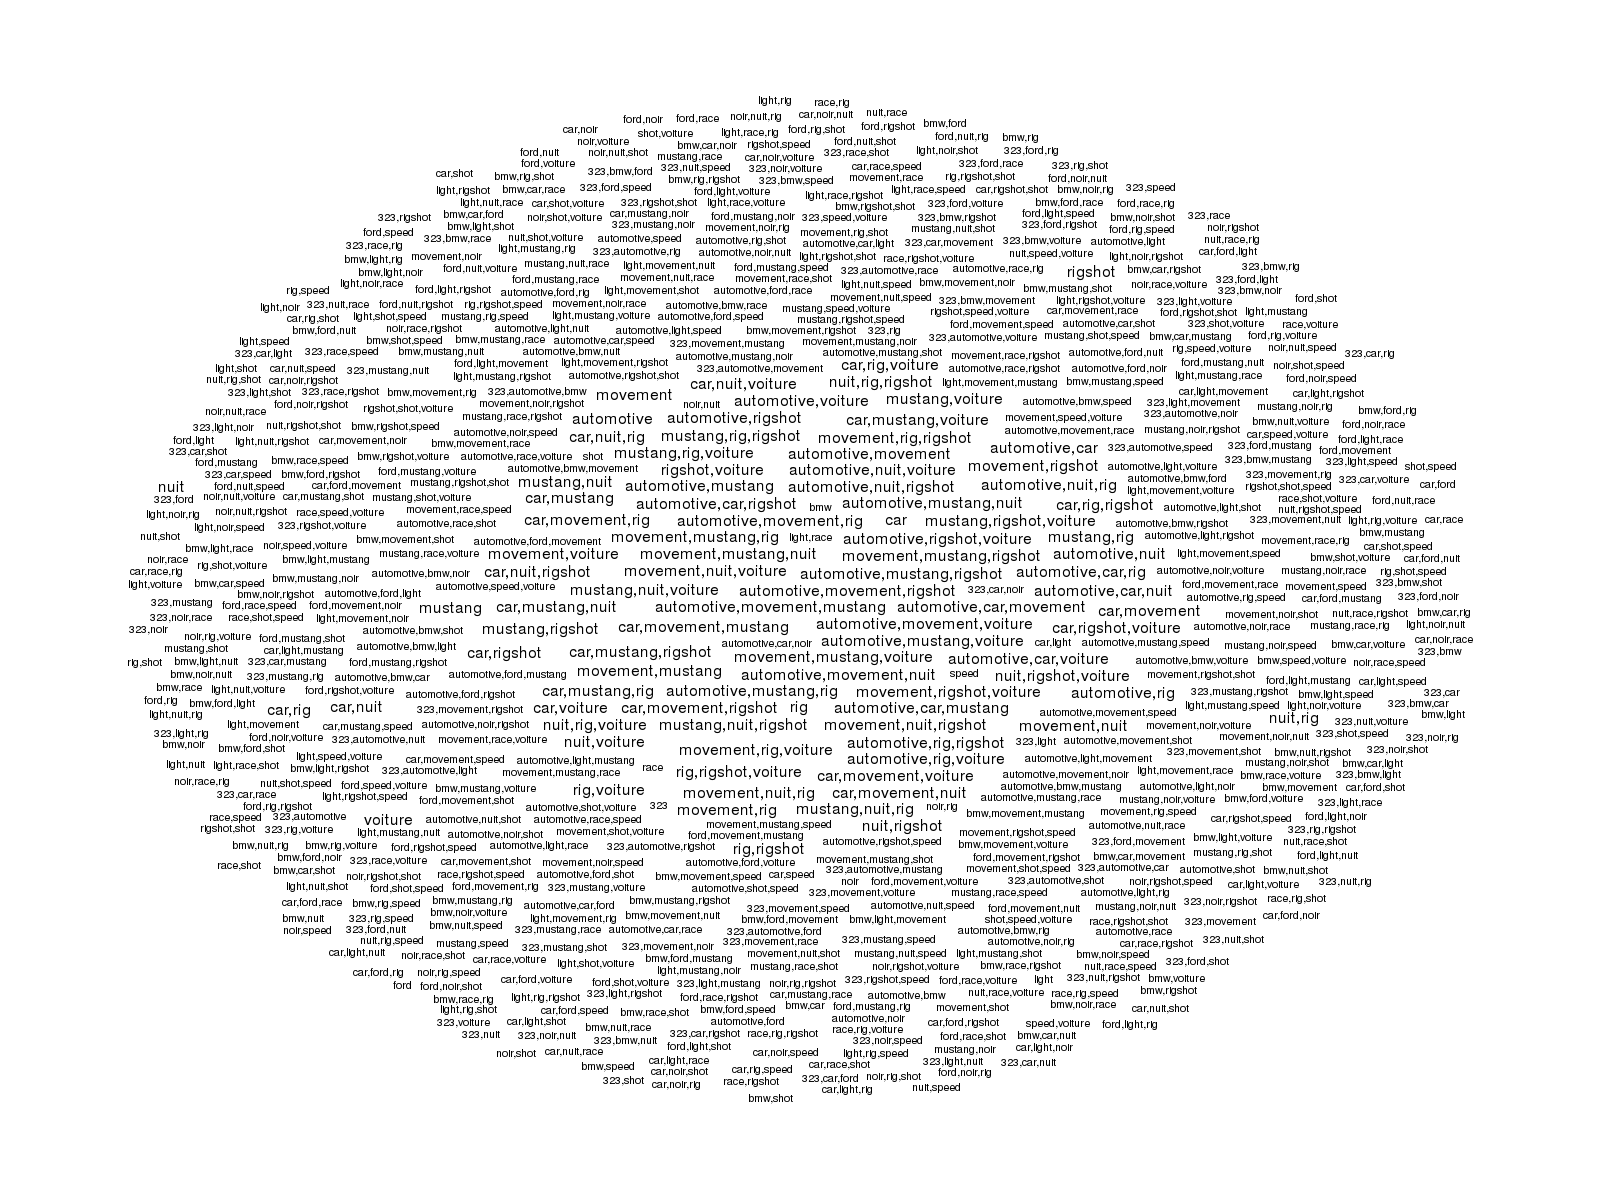 light,rig race,rig
ford,noir ford,race noir,nuit,rig car,noir,nuit nuit,race
car,noir shot,voiture light,race,rig ford,rig,shot ford,rigshot bmw,ford
noir,voiture bmw,car,noir rigshot,speed ford,nuit,shot ford,nuit,rig bmw,rig
ford,nuit noir,nuit,shot mustang,race car,noir,voiture 323,race,shot light,noir,shot 323,ford,rig
ford,voiture 323,bmw,ford 323,nuit,speed 323,noir,voiture car,race,speed 323,ford,race 323,rig,shot
car,shot bmw,rig,shot bmw,rig,rigshot 323,bmw,speed movement,race rig,rigshot,shot ford,noir,nuit
light,rigshot bmw,car,race 323,ford,speed ford,light,voiture light,race,rigshot light,race,speed car,rigshot,shot bmw,noir,rig 323,speed
light,nuit,race car,shot,voiture 323,rigshot,shot light,race,voiture bmw,rigshot,shot 323,ford,voiture bmw,ford,race ford,race,rig
323,rigshot bmw,car,ford noir,shot,voiture car,mustang,noir ford,mustang,noir 323,speed,voiture 323,bmw,rigshot ford,light,speed bmw,noir,shot 323,race
ford,speed bmw,light,shot 323,mustang,noir movement,noir,rig movement,rig,shot mustang,nuit,shot 323,ford,rigshot ford,rig,speed noir,rigshot
323,race,rig 323,bmw,race nuit,shot,voiture automotive,speed automotive,rig,shot automotive,car,light 323,car,movement 323,bmw,voiture automotive,light nuit,race,rig
bmw,light,rig movement,noir light,mustang,rig 323,automotive,rig automotive,noir,nuit light,rigshot,shot race,rigshot,voiture nuit,speed,voiture light,noir,rigshot car,ford,light
bmw,light,noir ford,nuit,voiture mustang,nuit,race light,movement,nuit ford,mustang,speed 323,automotive,race automotive,race,rig rigshot bmw,car,rigshot 323,bmw,rig
rig,speed light,noir,race ford,light,rigshot ford,mustang,race automotive,ford,rig movement,nuit,race light,movement,shot movement,race,shot automotive,ford,race light,nuit,speed bmw,movement,noir bmw,mustang,shot noir,race,voiture 323,ford,light 323,bmw,noir
light,noir 323,nuit,race ford,nuit,rigshot rig,rigshot,speed movement,noir,race automotive,bmw,race movement,nuit,speed 323,bmw,movement light,rigshot,voiture 323,light,voiture ford,shot
car,rig,shot light,shot,speed mustang,rig,speed light,mustang,voiture automotive,ford,speed mustang,speed,voiture mustang,rigshot,speed rigshot,speed,voiture car,movement,race ford,rigshot,shot light,mustang
bmw,ford,nuit noir,race,rigshot automotive,light,nuit automotive,light,speed bmw,movement,rigshot 323,rig ford,movement,speed automotive,car,shot 323,shot,voiture race,voiture
light,speed bmw,shot,speed bmw,mustang,race automotive,car,speed 323,movement,mustang movement,mustang,noir 323,automotive,voiture mustang,shot,speed bmw,car,mustang ford,rig,voiture
323,car,light 323,race,speed bmw,mustang,nuit automotive,bmw,nuit automotive,mustang,noir automotive,mustang,shot movement,race,rigshot automotive,ford,nuit rig,speed,voiture noir,nuit,speed 323,car,rig
light,shot car,nuit,speed 323,mustang,nuit ford,light,movement light,movement,rigshot 323,automotive,movement car,rig,voiture automotive,race,rigshot automotive,ford,noir ford,mustang,nuit noir,shot,speed
nuit,rig,shot car,noir,rigshot light,mustang,rigshot automotive,rigshot,shot car,nuit,voiture nuit,rig,rigshot light,movement,mustang bmw,mustang,speed light,mustang,race ford,noir,speed
323,light,shot 323,race,rigshot bmw,movement,rig 323,automotive,bmw movement automotive,voiture mustang,voiture automotive,bmw,speed 323,light,movement car,light,movement car,light,rigshot
noir,nuit,race ford,noir,rigshot rigshot,shot,voiture movement,noir,rigshot noir,nuit mustang,noir,rig bmw,ford,rig
323,light,noir nuit,rigshot,shot bmw,rigshot,speed mustang,race,rigshot automotive automotive,rigshot car,mustang,voiture movement,speed,voiture 323,automotive,noir bmw,nuit,voiture ford,noir,race
ford,light light,nuit,rigshot car,movement,noir automotive,noir,speed car,nuit,rig mustang,rig,rigshot movement,rig,rigshot automotive,movement,race mustang,noir,rigshot car,speed,voiture ford,light,race
323,car,shot bmw,movement,race mustang,rig,voiture automotive,movement automotive,car 323,automotive,speed 323,ford,mustang ford,movement
ford,mustang bmw,race,speed bmw,rigshot,voiture automotive,race,voiture shot 323,bmw,mustang 323,light,speed
323,car,speed bmw,ford,rigshot ford,mustang,voiture automotive,bmw,movement rigshot,voiture automotive,nuit,voiture movement,rigshot automotive,light,voiture 323,movement,rig shot,speed
nuit ford,nuit,speed car,ford,movement mustang,rigshot,shot mustang,nuit automotive,mustang automotive,nuit,rigshot automotive,nuit,rig automotive,bmw,ford light,movement,voiture rigshot,shot,speed 323,car,voiture car,ford
323,ford noir,nuit,voiture car,mustang,shot mustang,shot,voiture car,mustang automotive,car,rigshot bmw automotive,mustang,nuit car,rig,rigshot race,shot,voiture ford,nuit,race
light,noir,rig noir,nuit,rigshot race,speed,voiture movement,race,speed nuit,rigshot,speed
light,noir,speed 323,rigshot,voiture automotive,race,shot car,movement,rig automotive,movement,rig car mustang,rigshot,voiture automotive,bmw,rigshot 323,movement,nuit light,rig,voiture car,race
nuit,shot bmw,movement,shot automotive,ford,movement movement,mustang,rig light,race automotive,rigshot,voiture mustang,rig automotive,light,rigshot movement,race,rig bmw,mustang
bmw,light,race noir,speed,voiture mustang,race,voiture movement,voiture movement,mustang,nuit movement,mustang,rigshot automotive,nuit light,movement,speed car,shot,speed
noir,race rig,shot,voiture bmw,light,mustang bmw,shot,voiture car,ford,nuit
car,race,rig bmw,mustang,noir automotive,bmw,noir car,nuit,rigshot movement,nuit,voiture automotive,mustang,rigshot automotive,car,rig automotive,noir,voiture mustang,noir,race rig,shot,speed
light,voiture bmw,car,speed automotive,speed,voiture mustang,nuit,voiture automotive,movement,rigshot 323,car,noir automotive,car,nuit ford,movement,race movement,speed 323,bmw,shot
bmw,noir,rigshot automotive,ford,light automotive,rig,speed car,ford,mustang 323,ford,noir
323,mustang ford,race,speed ford,movement,noir mustang car,mustang,nuit automotive,movement,mustang automotive,car,movement car,movement movement,noir,shot nuit,race,rigshot bmw,car,rig
323,noir,race race,shot,speed light,movement,noir light,noir,nuit
323,noir noir,rig,voiture ford,mustang,shot automotive,bmw,shot mustang,rigshot car,movement,mustang automotive,movement,voiture car,rigshot,voiture automotive,noir,race mustang,race,rig
mustang,shot car,light,mustang automotive,bmw,light car,rigshot car,mustang,rigshot automotive,car,noir automotive,mustang,voiture car,light automotive,mustang,speed mustang,noir,speed bmw,car,voiture car,noir,race
rig,shot bmw,light,nuit 323,car,mustang ford,mustang,rigshot movement,mustang,voiture automotive,car,voiture automotive,bmw,voiture bmw,speed,voiture noir,race,speed 323,bmw
bmw,noir,nuit 323,mustang,rig automotive,bmw,car automotive,ford,mustang movement,mustang automotive,movement,nuit speed nuit,rigshot,voiture movement,rigshot,shot ford,light,mustang car,light,speed
bmw,race light,nuit,voiture ford,rigshot,voiture automotive,ford,rigshot car,mustang,rig automotive,mustang,rig movement,rigshot,voiture automotive,rig 323,mustang,rigshot bmw,light,speed 323,car
ford,rig bmw,ford,light car,rig car,nuit 323,movement,rigshot car,voiture car,movement,rigshot rig automotive,car,mustang automotive,movement,speed light,mustang,speed light,noir,voiture 323,bmw,car
light,nuit,rig light,movement car,mustang,speed automotive,noir,rigshot nuit,rig,voiture mustang,nuit,rigshot movement,nuit,rigshot movement,nuit movement,noir,voiture nuit,rig 323,nuit,voiture bmw,light
323,light,rig ford,noir,voiture 323,automotive,nuit movement,race,voiture nuit,voiture automotive,rig,rigshot 323,light automotive,movement,shot movement,noir,nuit 323,shot,speed 323,noir,rig
bmw,noir bmw,ford,shot light,speed,voiture car,movement,speed automotive,light,mustang movement,rig,voiture automotive,rig,voiture automotive,light,movement 323,movement,shot bmw,nuit,rigshot 323,noir,shot
light,nuit light,race,shot bmw,light,rigshot 323,automotive,light movement,mustang,race race rig,rigshot,voiture car,movement,voiture automotive,movement,noir light,movement,race mustang,noir,shot bmw,car,light
noir,race,rig nuit,shot,speed ford,speed,voiture bmw,mustang,voiture rig,voiture movement,nuit,rig car,movement,nuit automotive,bmw,mustang automotive,light,noir bmw,race,voiture 323,bmw,light
323,car,race light,rigshot,speed ford,movement,shot automotive,mustang,race mustang,noir,voiture bmw,ford,voiture bmw,movement car,ford,shot
ford,rig,rigshot automotive,shot,voiture 323 movement,rig mustang,nuit,rig noir,rig bmw,movement,mustang movement,rig,speed 323,light,race
race,speed 323,automotive voiture automotive,nuit,shot automotive,race,speed movement,mustang,speed nuit,rigshot automotive,nuit,race car,rigshot,speed ford,light,noir
rigshot,shot 323,rig,voiture light,mustang,nuit automotive,noir,shot movement,shot,voiture ford,movement,mustang automotive,rigshot,speed movement,rigshot,speed 323,ford,movement bmw,light,voiture 323,rig,rigshot
bmw,nuit,rig bmw,rig,voiture ford,rigshot,speed automotive,light,race 323,automotive,rigshot rig,rigshot bmw,movement,voiture mustang,rig,shot nuit,race,shot
race,shot bmw,ford,noir 323,race,voiture car,movement,shot movement,noir,speed automotive,ford,voiture movement,mustang,shot ford,movement,rigshot bmw,car,movement ford,light,nuit
bmw,car,shot noir,rigshot,shot race,rigshot,speed automotive,ford,shot bmw,movement,speed car,speed 323,automotive,mustang movement,shot,speed 323,automotive,car automotive,shot bmw,nuit,shot
light,nuit,shot ford,shot,speed ford,movement,rig 323,mustang,voiture automotive,shot,speed noir ford,movement,voiture 323,automotive,shot noir,rigshot,speed car,light,voiture 323,nuit,rig
car,ford,race bmw,rig,speed bmw,mustang,rig automotive,car,ford bmw,mustang,rigshot 323,movement,voiture mustang,race,speed automotive,light,rig race,rig,shot
bmw,nuit 323,rig,speed bmw,noir,voiture light,movement,rig bmw,movement,nuit 323,movement,speed automotive,nuit,speed ford,movement,nuit mustang,noir,nuit 323,noir,rigshot car,ford,noir
noir,speed 323,ford,nuit bmw,nuit,speed 323,mustang,race automotive,car,race bmw,ford,movement bmw,light,movement shot,speed,voiture race,rigshot,shot 323,movement
nuit,rig,speed mustang,speed 323,mustang,shot 323,movement,noir 323,automotive,ford 323,movement,race 323,mustang,speed automotive,bmw,rig automotive,noir,rig automotive,race car,race,rigshot 323,nuit,shot
car,light,nuit noir,race,shot car,race,voiture light,shot,voiture bmw,ford,mustang movement,nuit,shot mustang,nuit,speed light,mustang,shot bmw,noir,speed 323,ford,shot
car,ford,rig noir,rig,speed light,mustang,noir mustang,race,shot noir,rigshot,voiture bmw,race,rigshot nuit,race,speed
ford ford,noir,shot car,ford,voiture ford,shot,voiture 323,light,mustang noir,rig,rigshot 323,rigshot,speed ford,race,voiture light 323,nuit,rigshot bmw,voiture
bmw,race,rig light,rig,rigshot 323,light,rigshot ford,race,rigshot car,mustang,race automotive,bmw nuit,race,voiture race,rig,speed bmw,rigshot
light,rig,shot car,ford,speed bmw,race,shot bmw,ford,speed bmw,car ford,mustang,rig movement,shot bmw,noir,race car,nuit,shot
323,voiture car,light,shot bmw,nuit,race automotive,ford automotive,noir car,ford,rigshot speed,voiture ford,light,rig
323,nuit 323,noir,nuit 323,bmw,nuit 323,car,rigshot race,rig,rigshot race,rig,voiture 323,noir,speed ford,race,shot bmw,car,nuit
noir,shot car,nuit,race ford,light,shot car,noir,speed light,rig,speed mustang,noir car,light,noir
bmw,speed car,light,race car,noir,shot car,rig,speed car,race,shot 323,light,nuit 323,car,nuit
323,shot car,noir,rig race,rigshot 323,car,ford noir,rig,shot ford,noir,rig
car,light,rig nuit,speed
bmw,shot